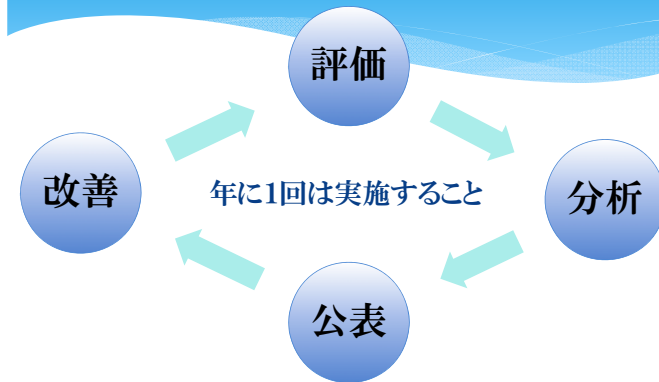 評価
改善
年に1回は実施すること
分析
公表